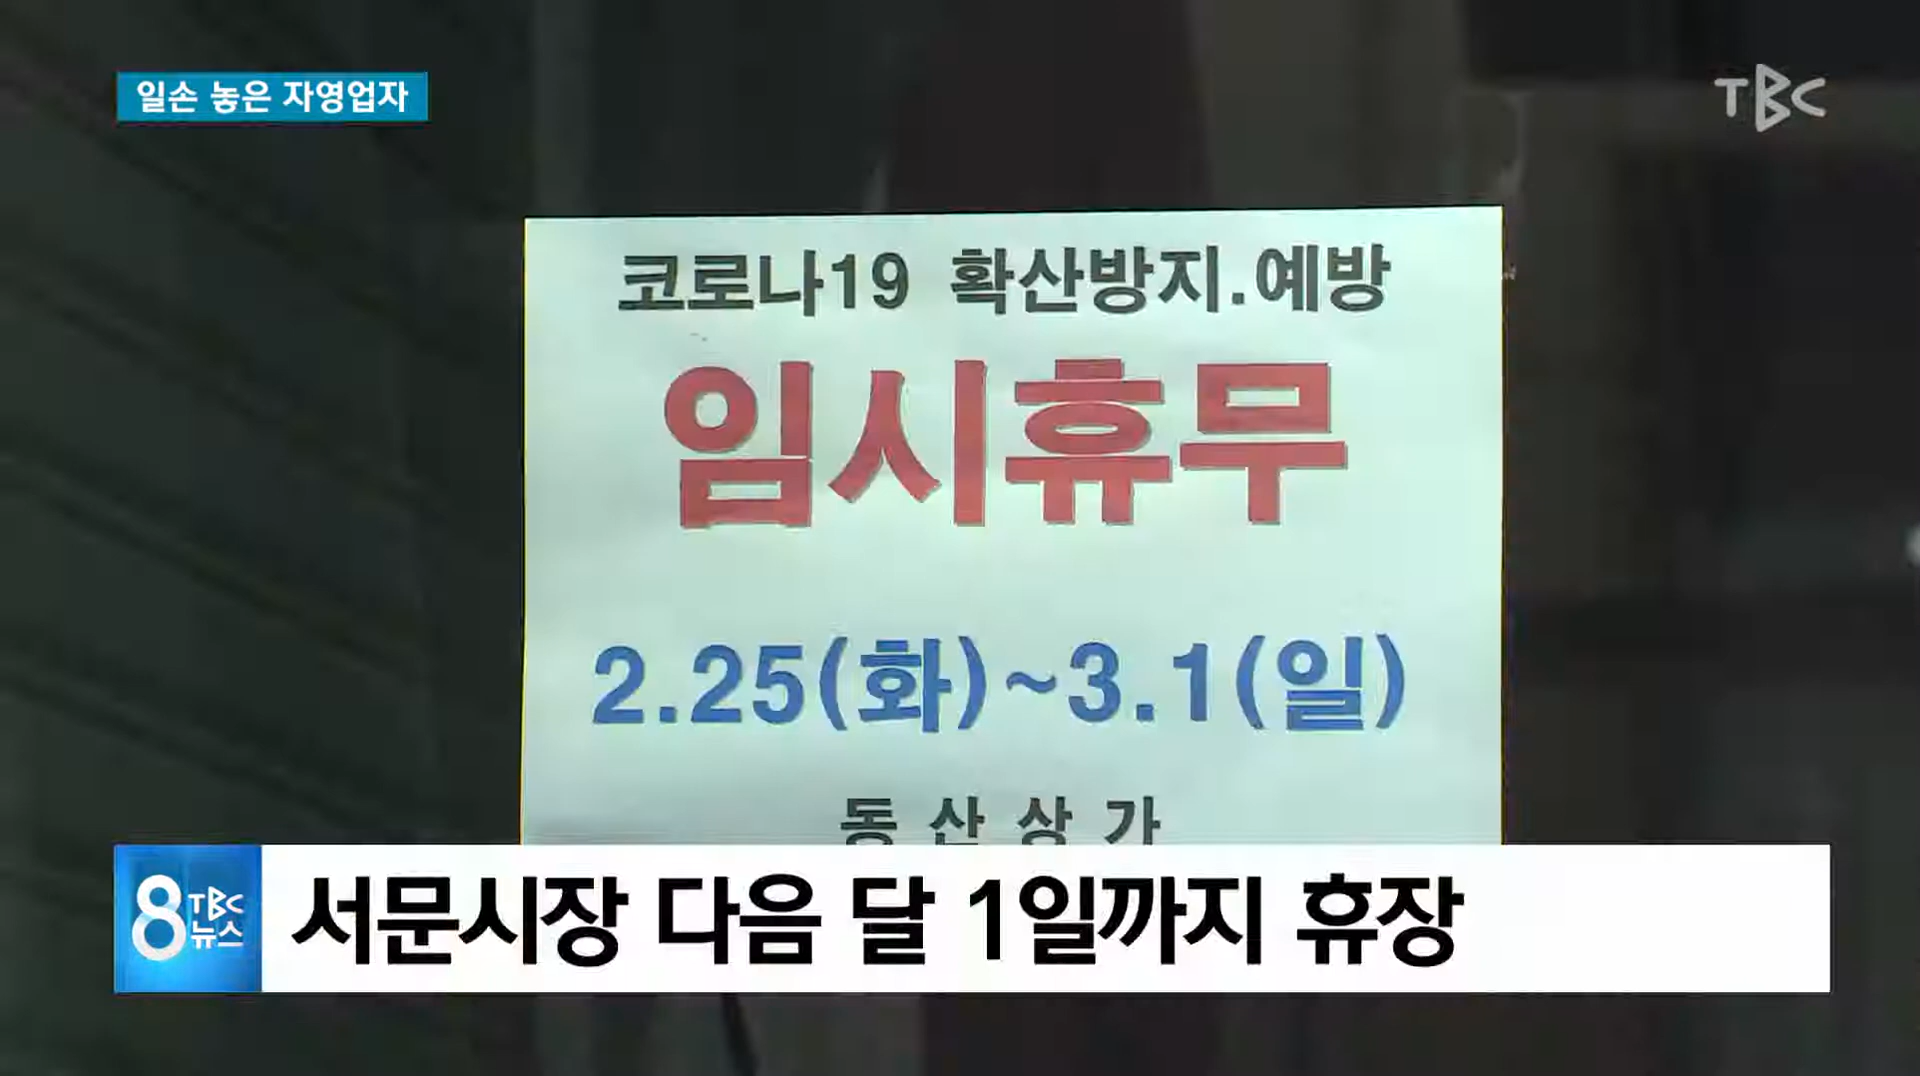 일손 놓은 자영업자
TBC
코로나19 확산방지.예방
임시휴무
2.25(화)~3.1(일)
동산상가
8 TBC 뉴스
서문시장 다음 달 1일까지 휴장